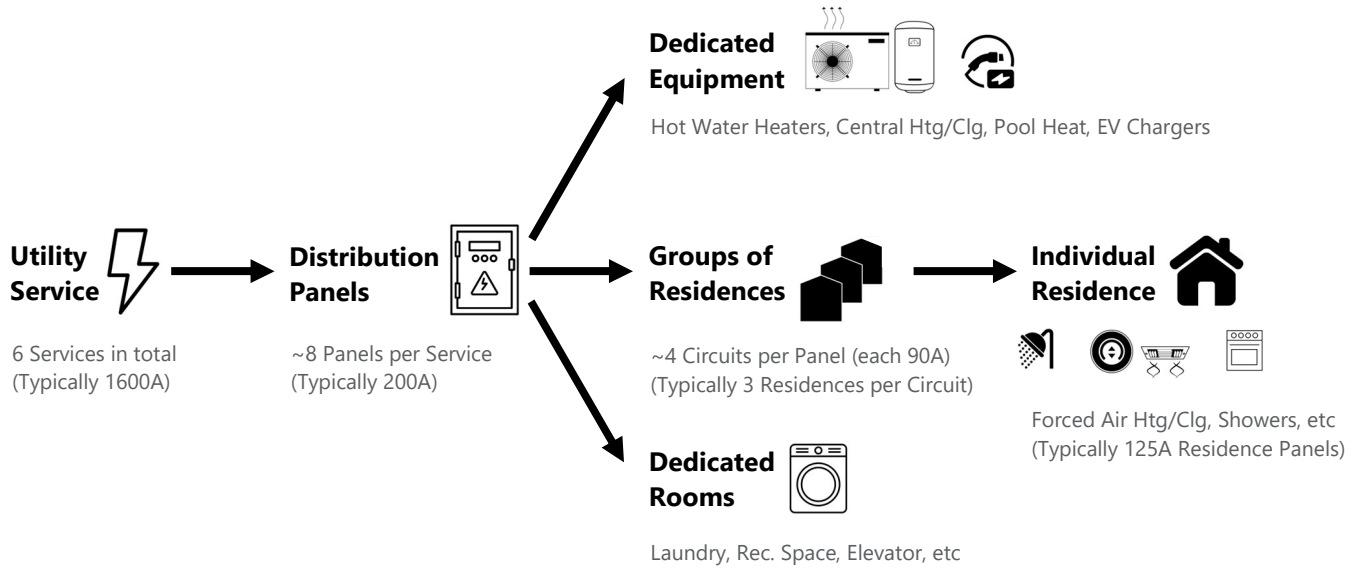 Dedicated
Equipment
Hot Water Heaters, Central Htg/Clg, Pool Heat, EV Chargers
Utility
Service
6 Services in total
(Typically 1600A)
Distribution
Panels
~8 Panels per Service
(Typically 200A)
Groups of
Residences
~4 Circuits per Panel (each 90A)
(Typically 3 Residences per Circuit)
Individual
Residence
Forced Air Htg/Clg, Showers, etc
(Typically 125A Residence Panels)
Dedicated
Rooms
Laundry, Rec. Space, Elevator, etc